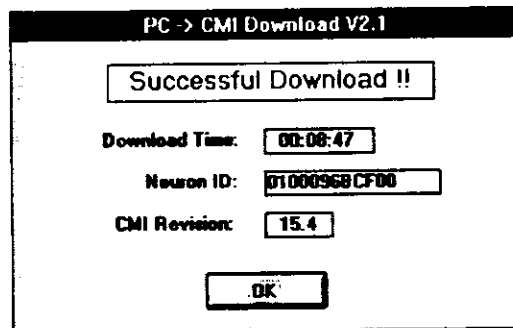 PC -> CMI Download V2.1
Successful Download !!
Download Time: 00:08:47
Neuron ID: 01000968CF00
CMI Revision: 15.4
OK